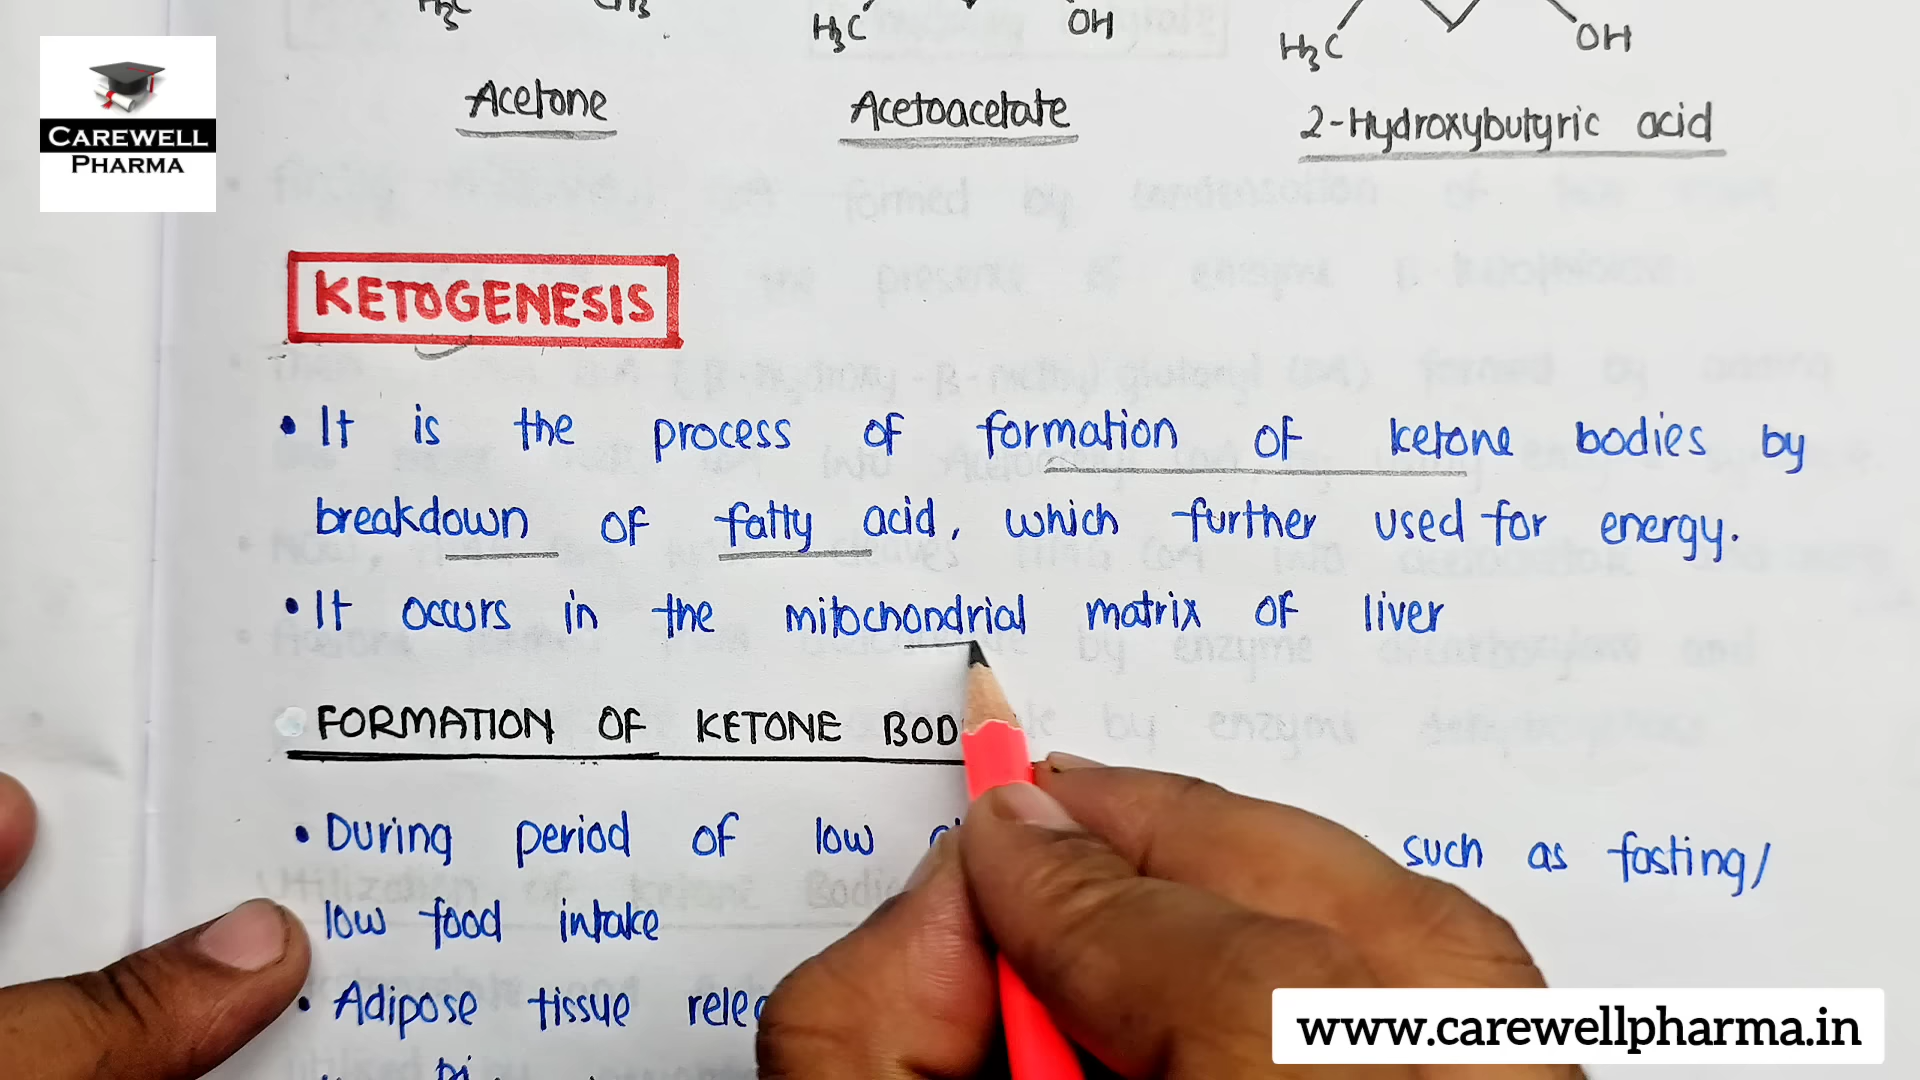 H3C CH3 H3C OH H3C OH
Acetone Acetoacetate 2-Hydroxybutyric acid
CAREWELL
PHARMA
KETOGENESIS
• It is the process of formation of ketone bodies by
breakdown of fatty acid, which further used for energy.
• It occurs in the mitochondrial matrix of liver
FORMATION OF KETONE BOD
• During period of low such as fasting/
low food intake
• Adipose tissue relea
www.carewellpharma.in